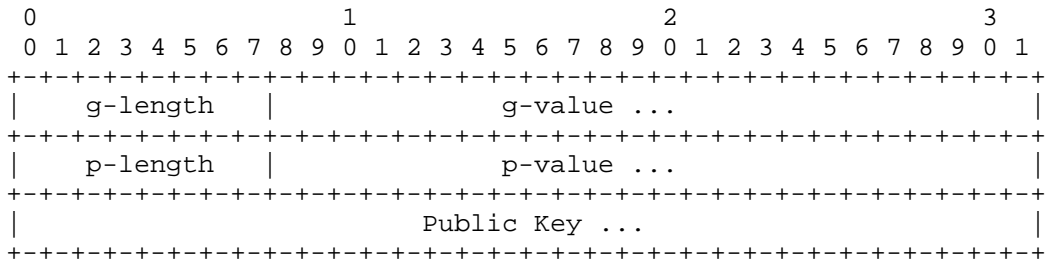 0                   1                   2                   3
 0 1 2 3 4 5 6 7 8 9 0 1 2 3 4 5 6 7 8 9 0 1 2 3 4 5 6 7 8 9 0 1
+-+-+-+-+-+-+-+-+-+-+-+-+-+-+-+-+-+-+-+-+-+-+-+-+-+-+-+-+-+-+-+-+
|    g-length   |              g-value ...                      |
+-+-+-+-+-+-+-+-+-+-+-+-+-+-+-+-+-+-+-+-+-+-+-+-+-+-+-+-+-+-+-+-+
|    p-length   |              p-value ...                      |
+-+-+-+-+-+-+-+-+-+-+-+-+-+-+-+-+-+-+-+-+-+-+-+-+-+-+-+-+-+-+-+-+
|                         Public Key ...                        |
+-+-+-+-+-+-+-+-+-+-+-+-+-+-+-+-+-+-+-+-+-+-+-+-+-+-+-+-+-+-+-+-+